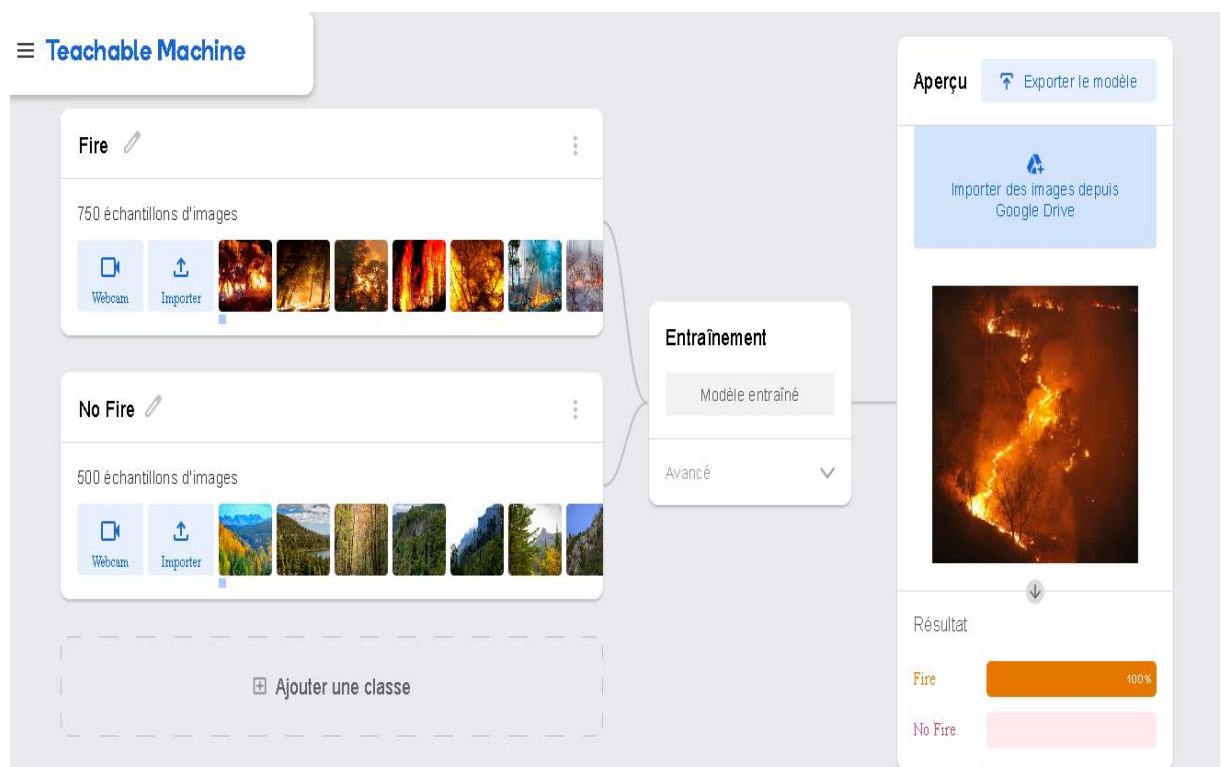 Teachable Machine
Fire
750 échantillons d'images
Webcam
Importer
No Fire
500 échantillons d'images
Webcam
Importer
Ajouter une classe
Entraînement
Modèle entraîné
Avancé
Aperçu
Exporter le modèle
Importer des images depuis
Google Drive
Résultat
Fire
100%
No Fire